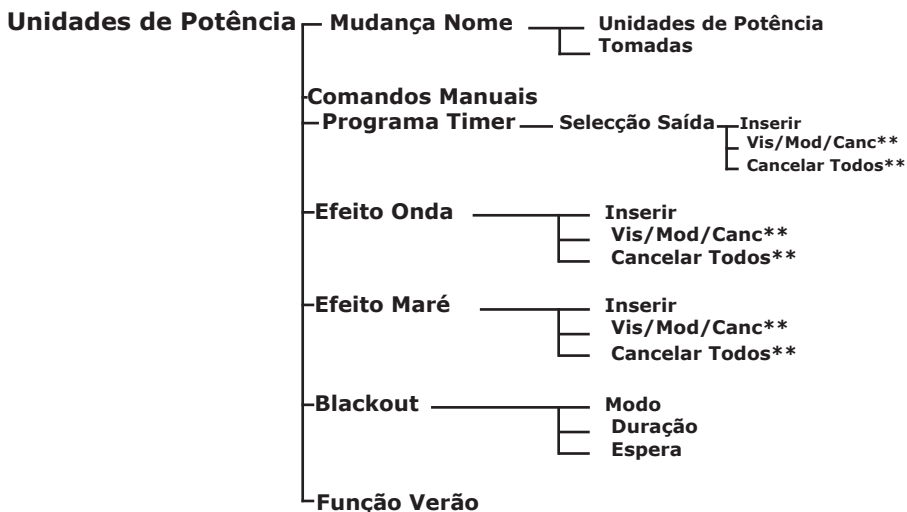 Unidades de Potência Mudança Nome Unidades de Potência
Tomadas
Comandos Manuais
Programa Timer Selecção Saída Inserir
Vis/Mod/Canc**
Cancelar Todos**
Efeito Onda Inserir
Vis/Mod/Canc**
Cancelar Todos**
Efeito Maré Inserir
Vis/Mod/Canc**
Cancelar Todos**
Blackout Modo
Duração
Espera
Função Verão